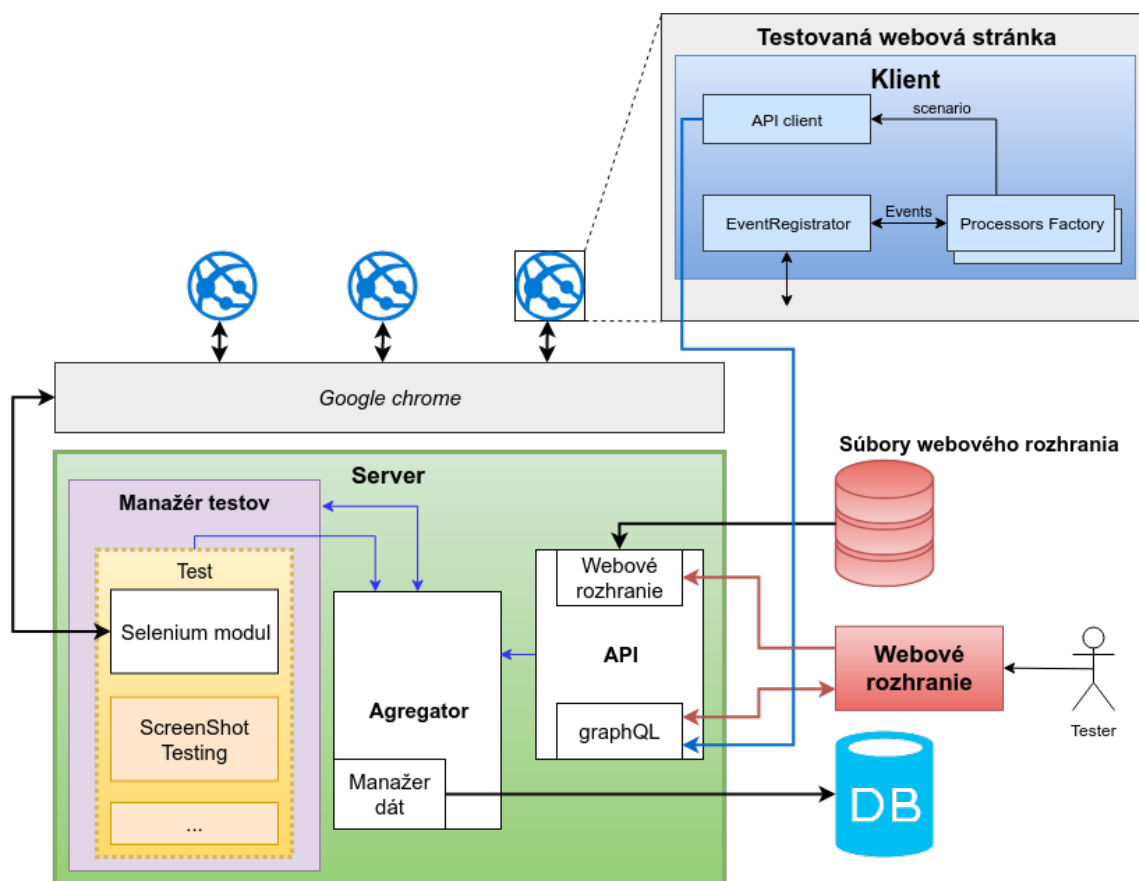 Testovaná webová stránka
Klient
API client
scenario
EventRegistrator
Events
Processors Factory
Google chrome
Súbory webového rozhrania
Server
Manažér testov
Test
Selenium modul
ScreenShot
Testing
...
Agregator
Manažer
dát
Webové
rozhranie
API
graphQL
Webové
rozhranie
Tester
DB